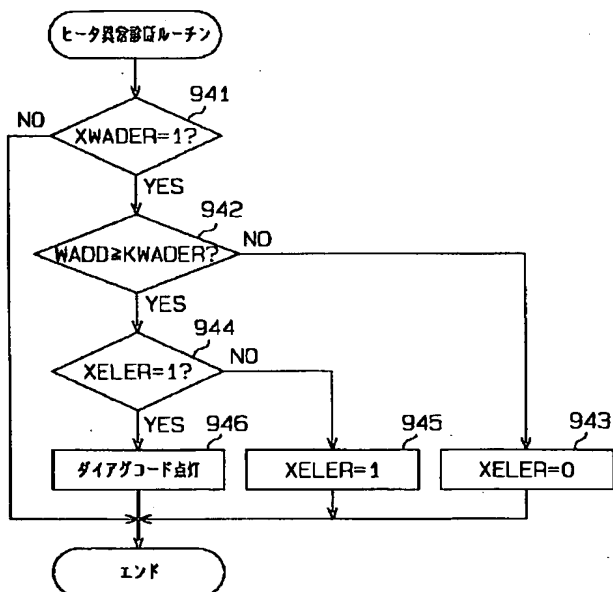 ヒータ異常診断ルーチン
941
NO
XWADER=1?
YES
942
WADD≧KWADER?
NO
YES
944
XELER=1?
NO
YES
946
945
943
ダイアグコード点灯
XELER=1
XELER=0
エンド